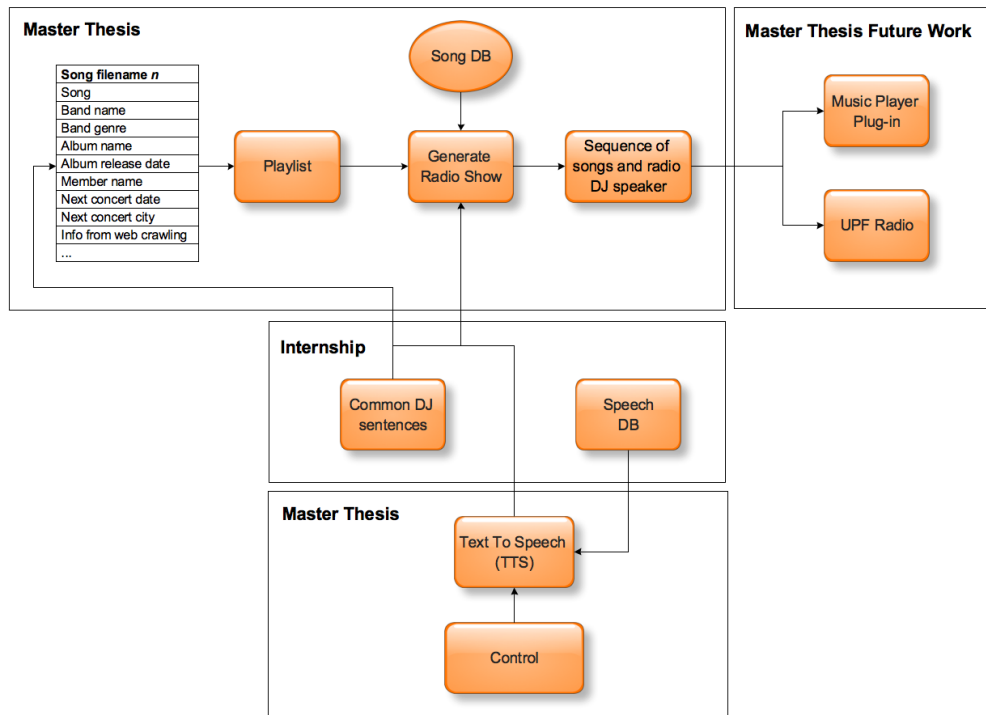 Master Thesis
Song filename n
Song
Band name
Band genre
Album name
Album release date
Member name
Next concert date
Next concert city
Info from web crawling
...
Playlist
Song DB
Generate
Radio Show
Sequence of
songs and radio
DJ speaker
Master Thesis Future Work
Music Player
Plug-in
UPF Radio
Internship
Common DJ
sentences
Speech
DB
Master Thesis
Text To Speech
(TTS)
Control